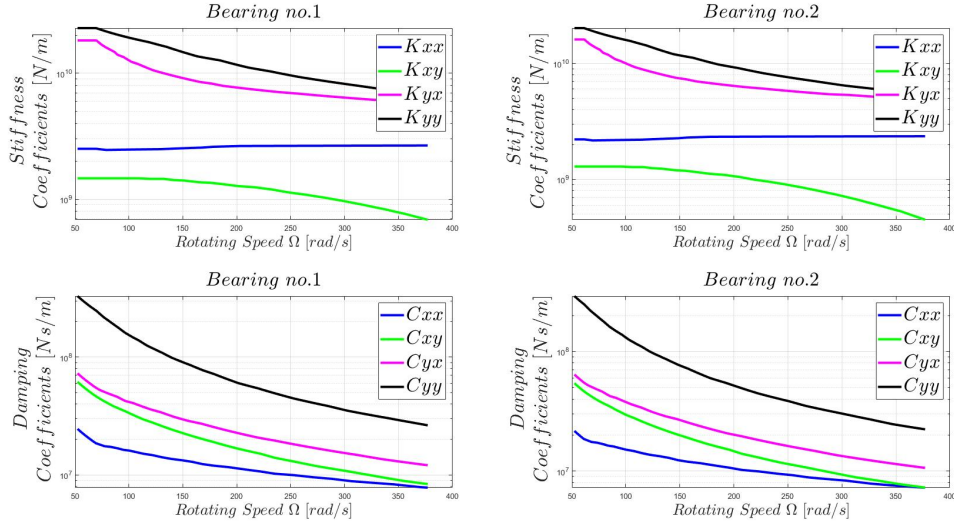 Bearing no.1
Stiffness
Coefficients [N/m]
10^10
10^9
Kxx
Kxy
Kyx
Kyy
50 100 150 200 250 300 350 400
Rotating Speed Ω [rad/s]
Bearing no.2
Stiffness
Coefficients [N/m]
10^10
10^9
Kxx
Kxy
Kyx
Kyy
50 100 150 200 250 300 350 400
Rotating Speed Ω [rad/s]
Bearing no.1
Damping
Coefficients [Ns/m]
10^8
10^7
Cxx
Cxy
Cyx
Cyy
50 100 150 200 250 300 350 400
Rotating Speed Ω [rad/s]
Bearing no.2
Damping
Coefficients [Ns/m]
10^8
10^7
Cxx
Cxy
Cyx
Cyy
50 100 150 200 250 300 350 400
Rotating Speed Ω [rad/s]